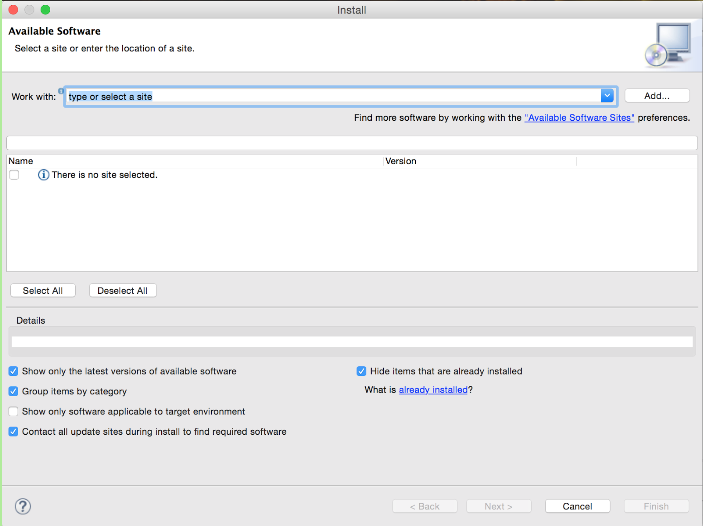 Install
Available Software
Select a site or enter the location of a site.
Work with: type or select a site Add...
Find more software by working with the "Available Software Sites" preferences.
Name Version
There is no site selected.
Select All Deselect All
Details
Show only the latest versions of available software Hide items that are already installed
Group items by category What is already installed?
Show only software applicable to target environment
Contact all update sites during install to find required software
? < Back Next > Cancel Finish